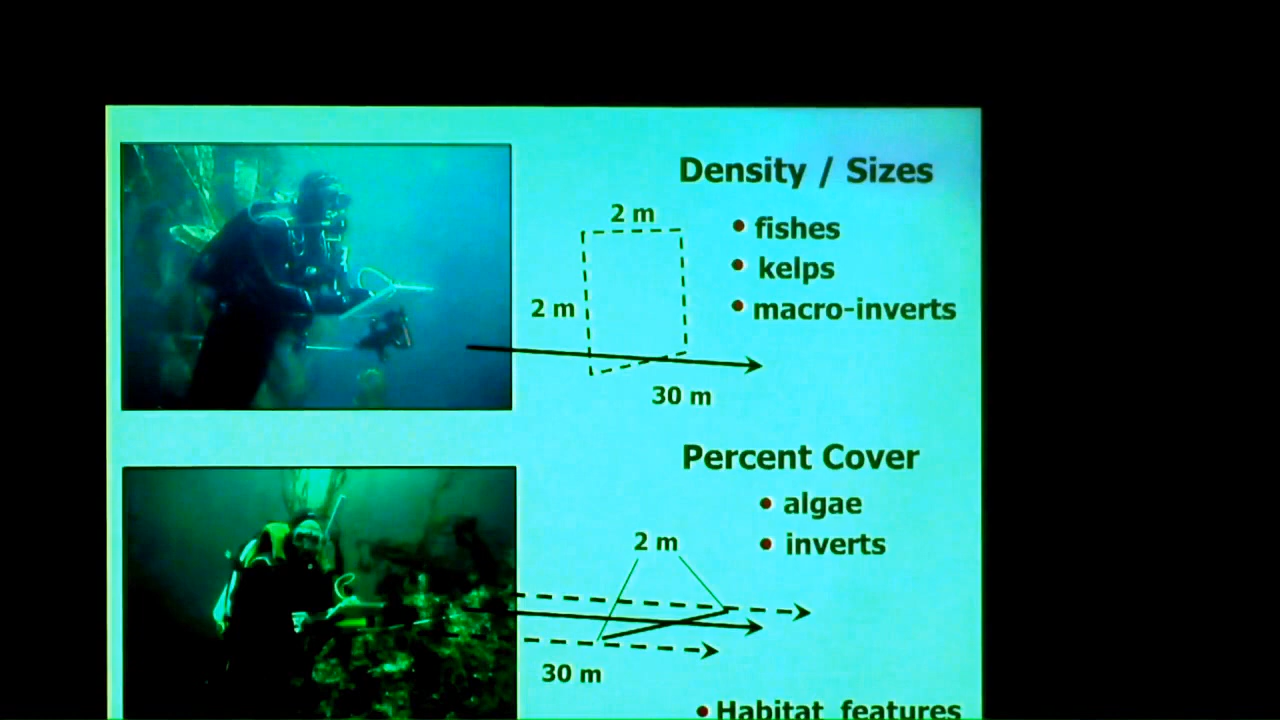 Density / Sizes
2 m
• fishes
• kelps
2 m
• macro-inverts
30 m
Percent Cover
• algae
2 m
• inverts
30 m
• Habitat features